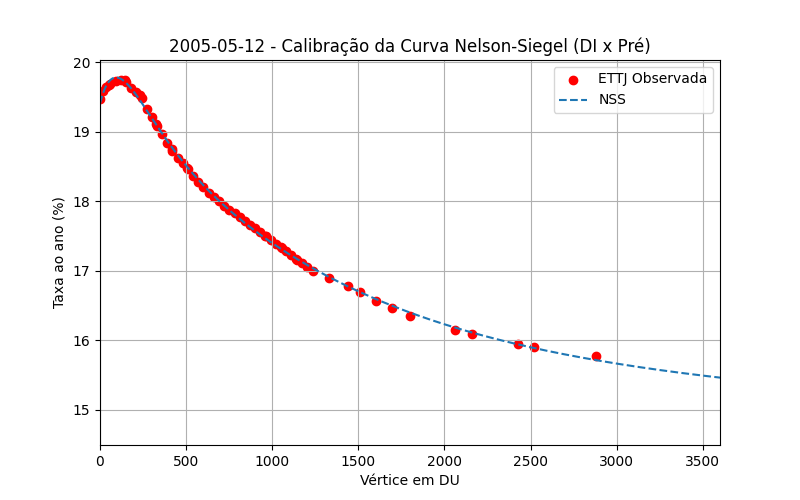 2005-05-12 - Calibração da Curva Nelson-Siegel (DI x Pré)
ETTJ Observada
NSS
Taxa ao ano (%)
20
19
18
17
16
15
0 500 1000 1500 2000 2500 3000 3500
Vértice em DU